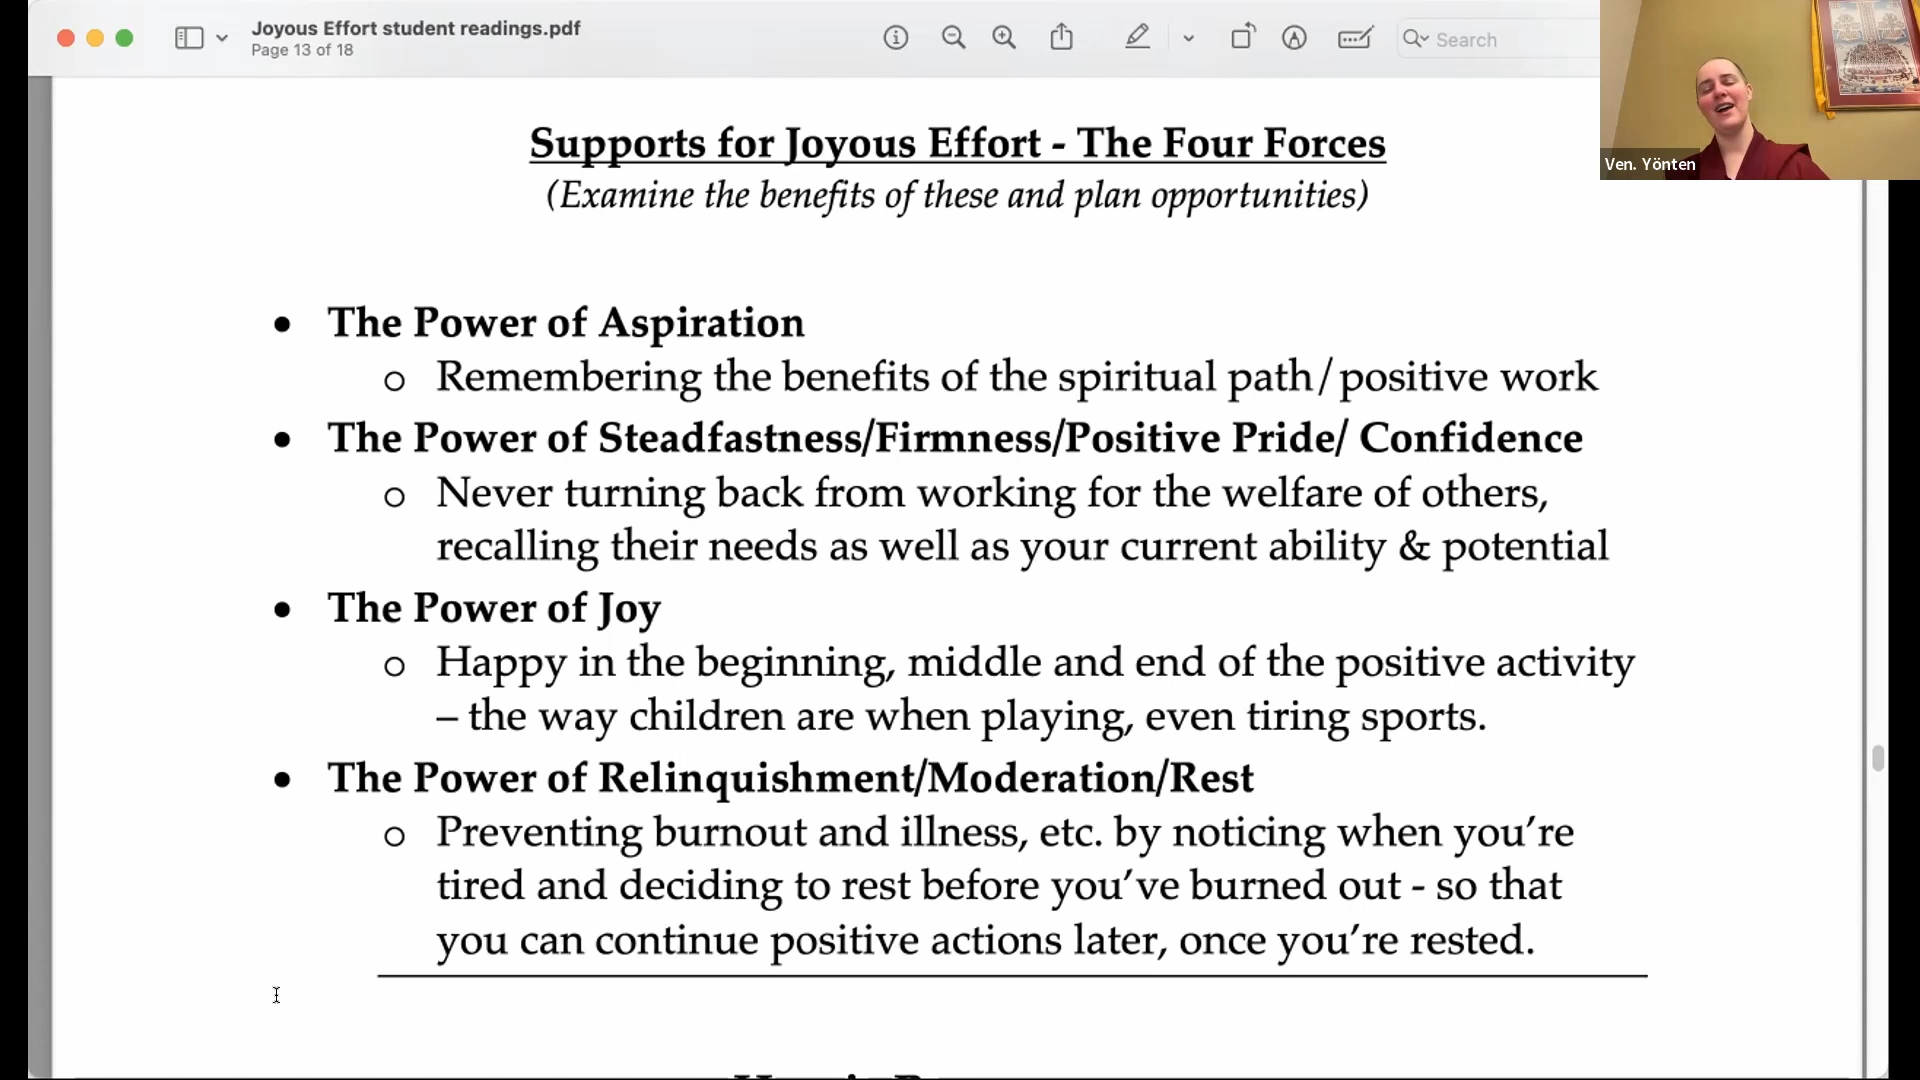 Joyous Effort student readings.pdf
Page 13 of 18
Search
Ven. Yönten
Supports for Joyous Effort - The Four Forces
(Examine the benefits of these and plan opportunities)
• The Power of Aspiration
o Remembering the benefits of the spiritual path/positive work
• The Power of Steadfastness/Firmness/Positive Pride/ Confidence
o Never turning back from working for the welfare of others,
recalling their needs as well as your current ability & potential
• The Power of Joy
o Happy in the beginning, middle and end of the positive activity
– the way children are when playing, even tiring sports.
• The Power of Relinquishment/Moderation/Rest
o Preventing burnout and illness, etc. by noticing when you’re
tired and deciding to rest before you’ve burned out - so that
you can continue positive actions later, once you’re rested.